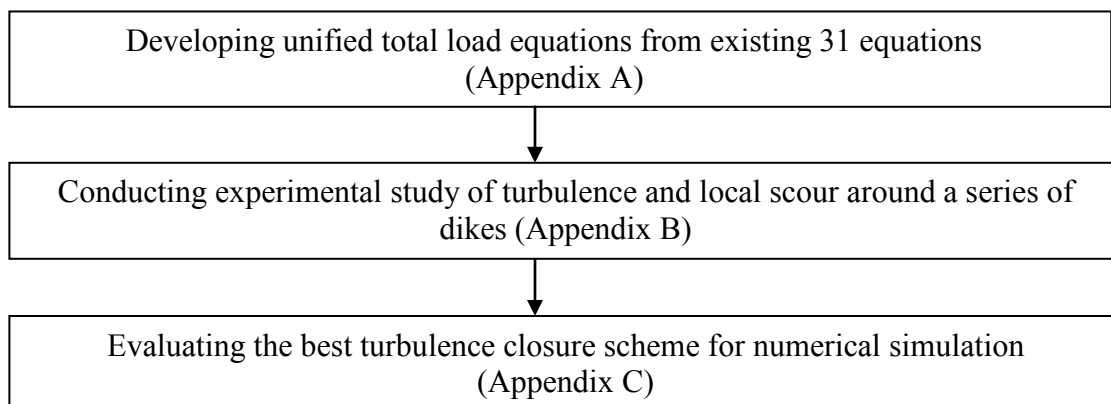 Developing unified total load equations from existing 31 equations
(Appendix A)
Conducting experimental study of turbulence and local scour around a series of
dikes (Appendix B)
Evaluating the best turbulence closure scheme for numerical simulation
(Appendix C)